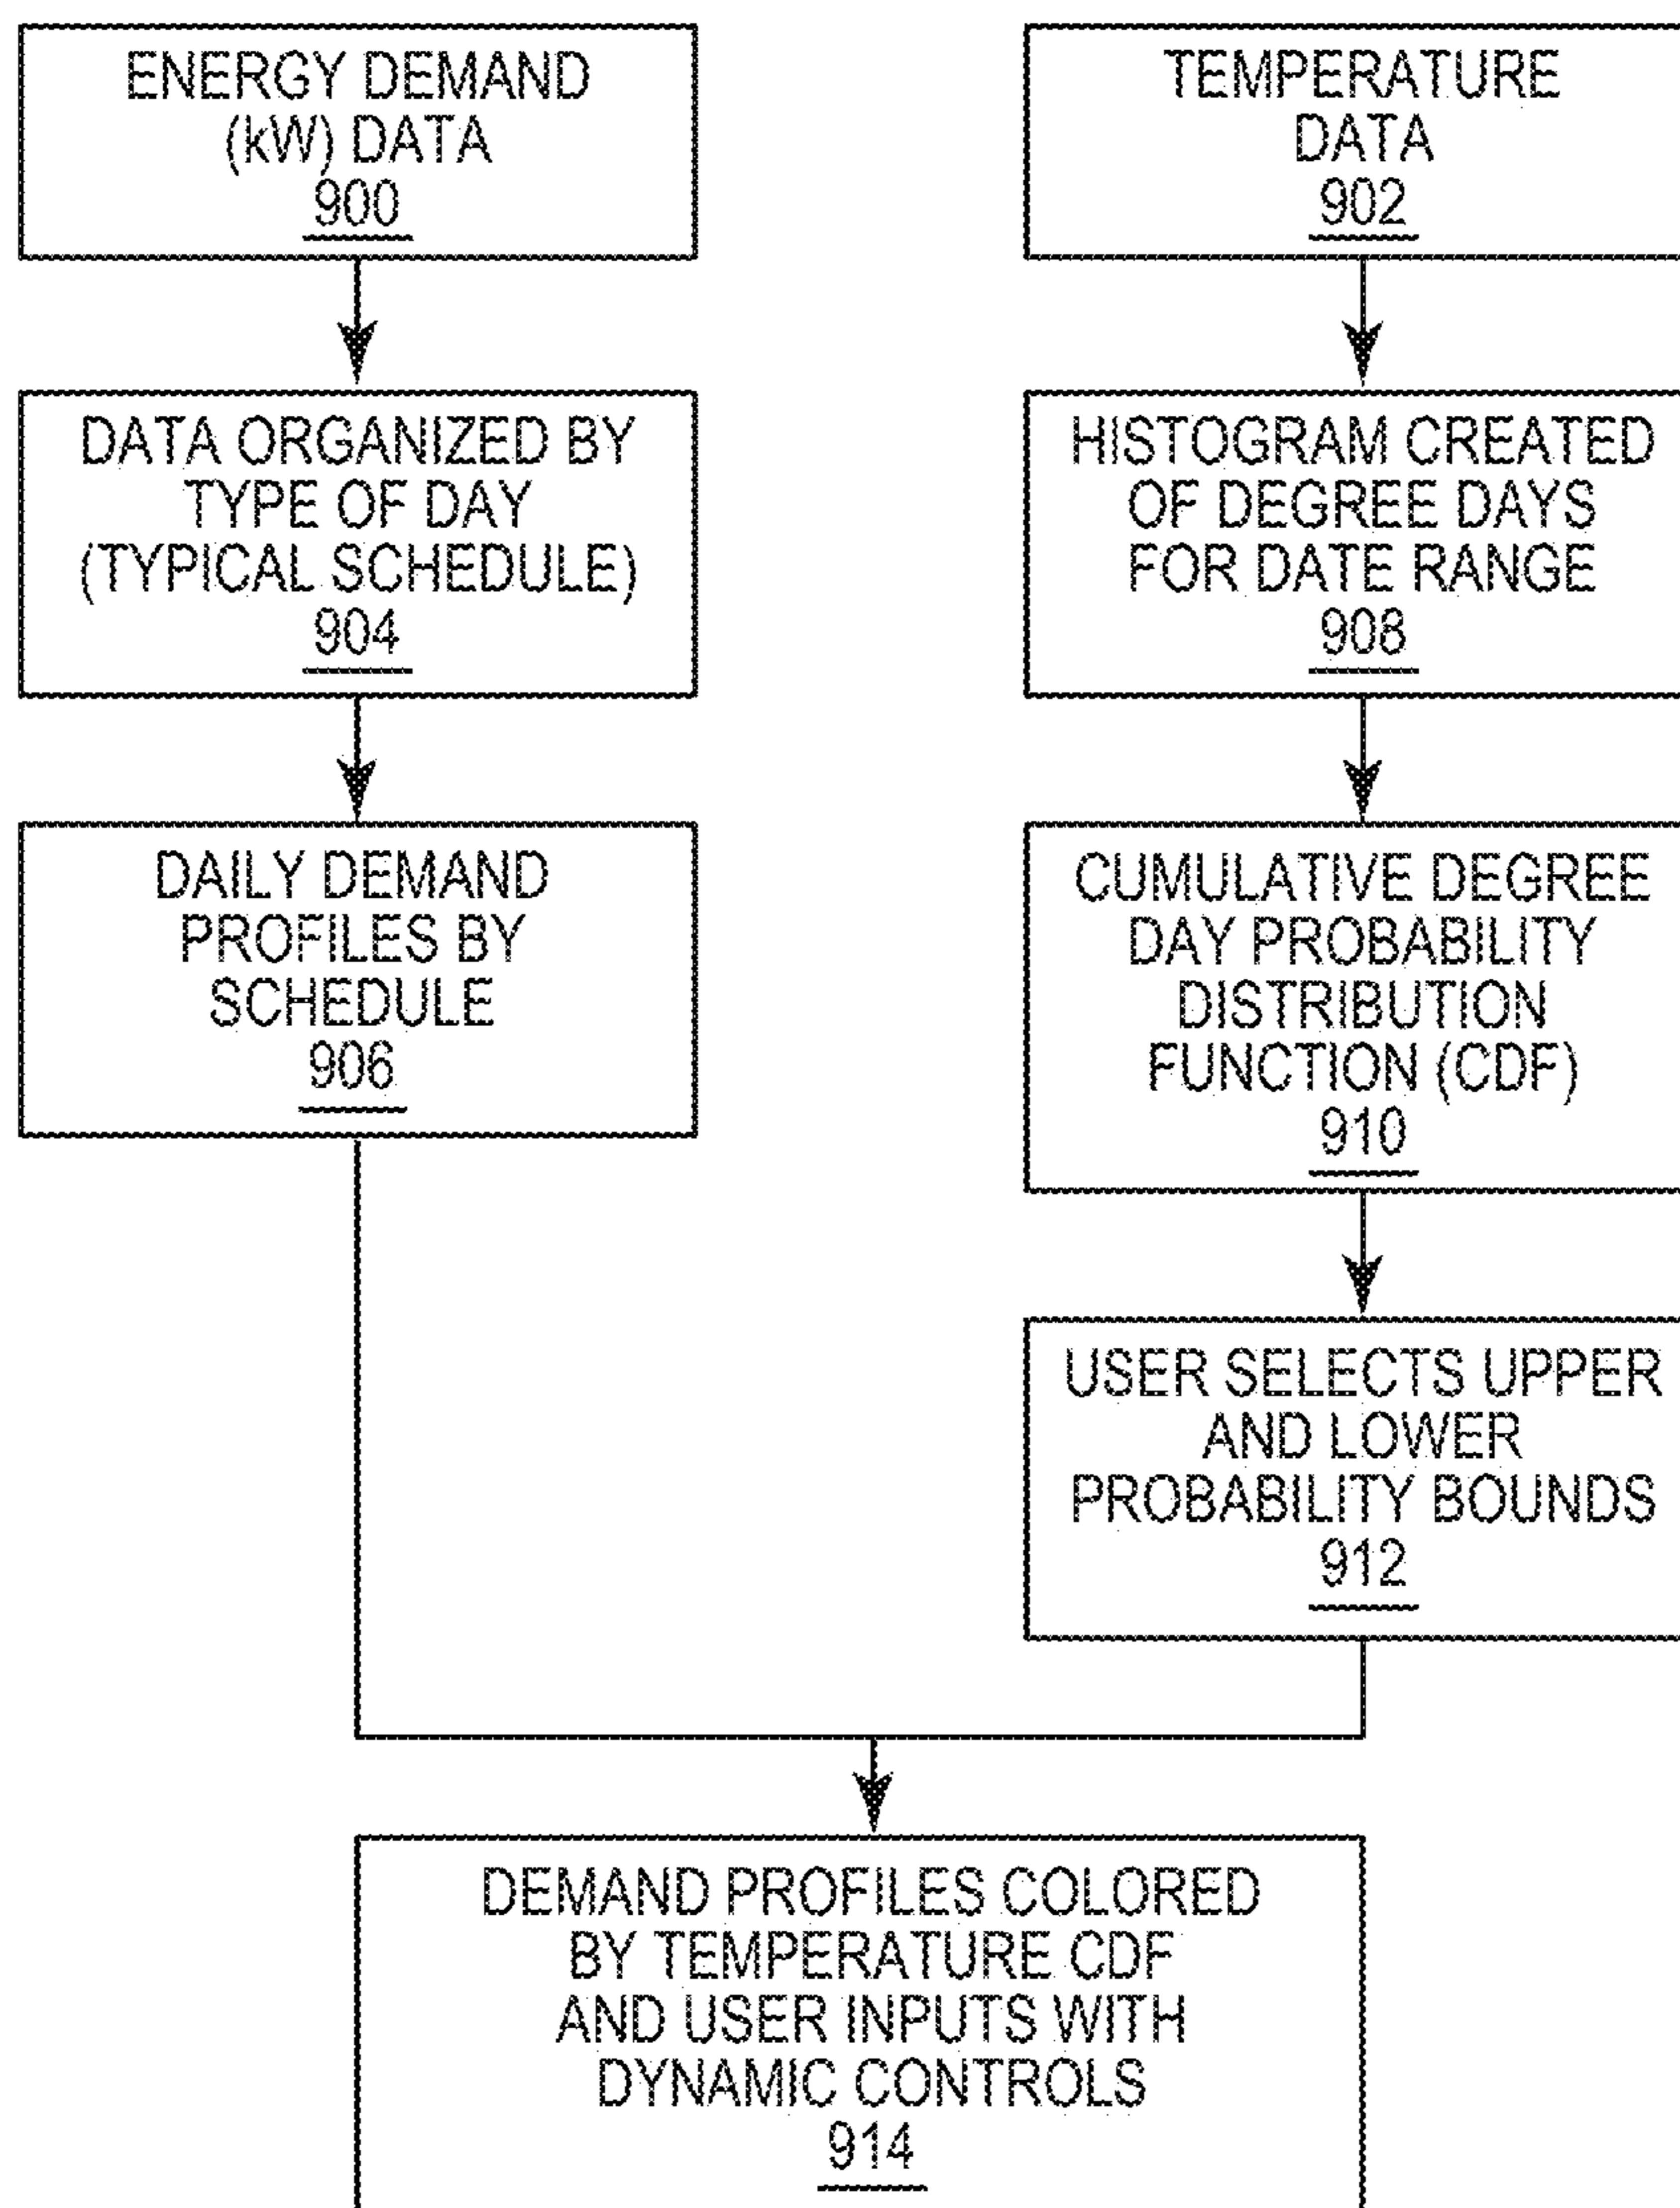 ENERGY DEMAND
(kW) DATA
900
TEMPERATURE
DATA
902
DATA ORGANIZED BY
TYPE OF DAY
(TYPICAL SCHEDULE)
904
HISTOGRAM CREATED
OF DEGREE DAYS
FOR DATE RANGE
908
DAILY DEMAND
PROFILES BY
SCHEDULE
906
CUMULATIVE DEGREE
DAY PROBABILITY
DISTRIBUTION
FUNCTION (CDF)
910
USER SELECTS UPPER
AND LOWER
PROBABILITY BOUNDS
912
DEMAND PROFILES COLORED
BY TEMPERATURE CDF
AND USER INPUTS WITH
DYNAMIC CONTROLS
914